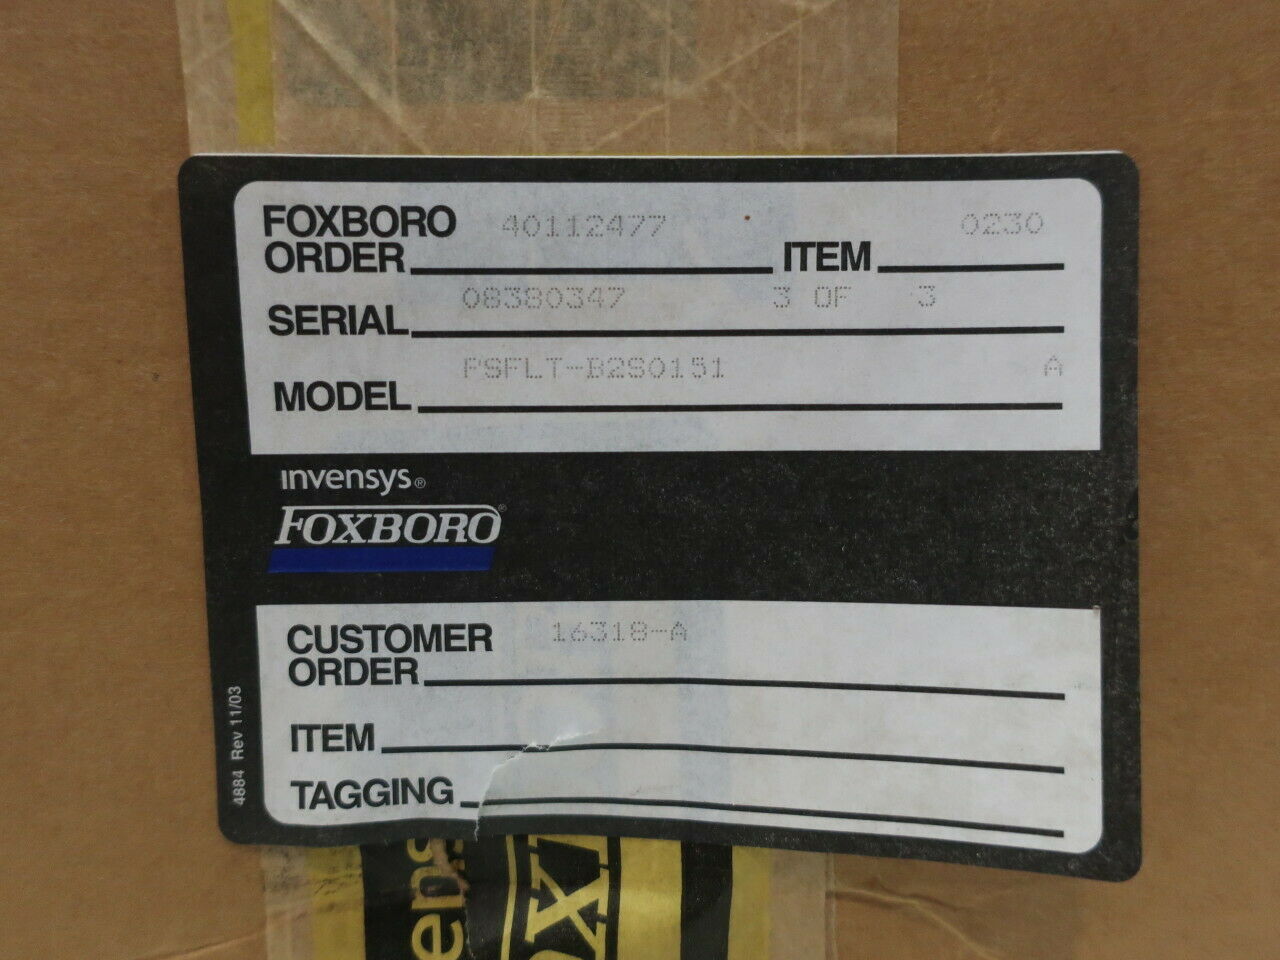 FOXBORO ORDER 40112477 ITEM 0230
SERIAL 08380347 3 OF 3
MODEL PSFLT-B2S0151 A
invensys®
FOXBORO®
CUSTOMER ORDER 16318-A
ITEM
TAGGING
4884 Rev 11/03